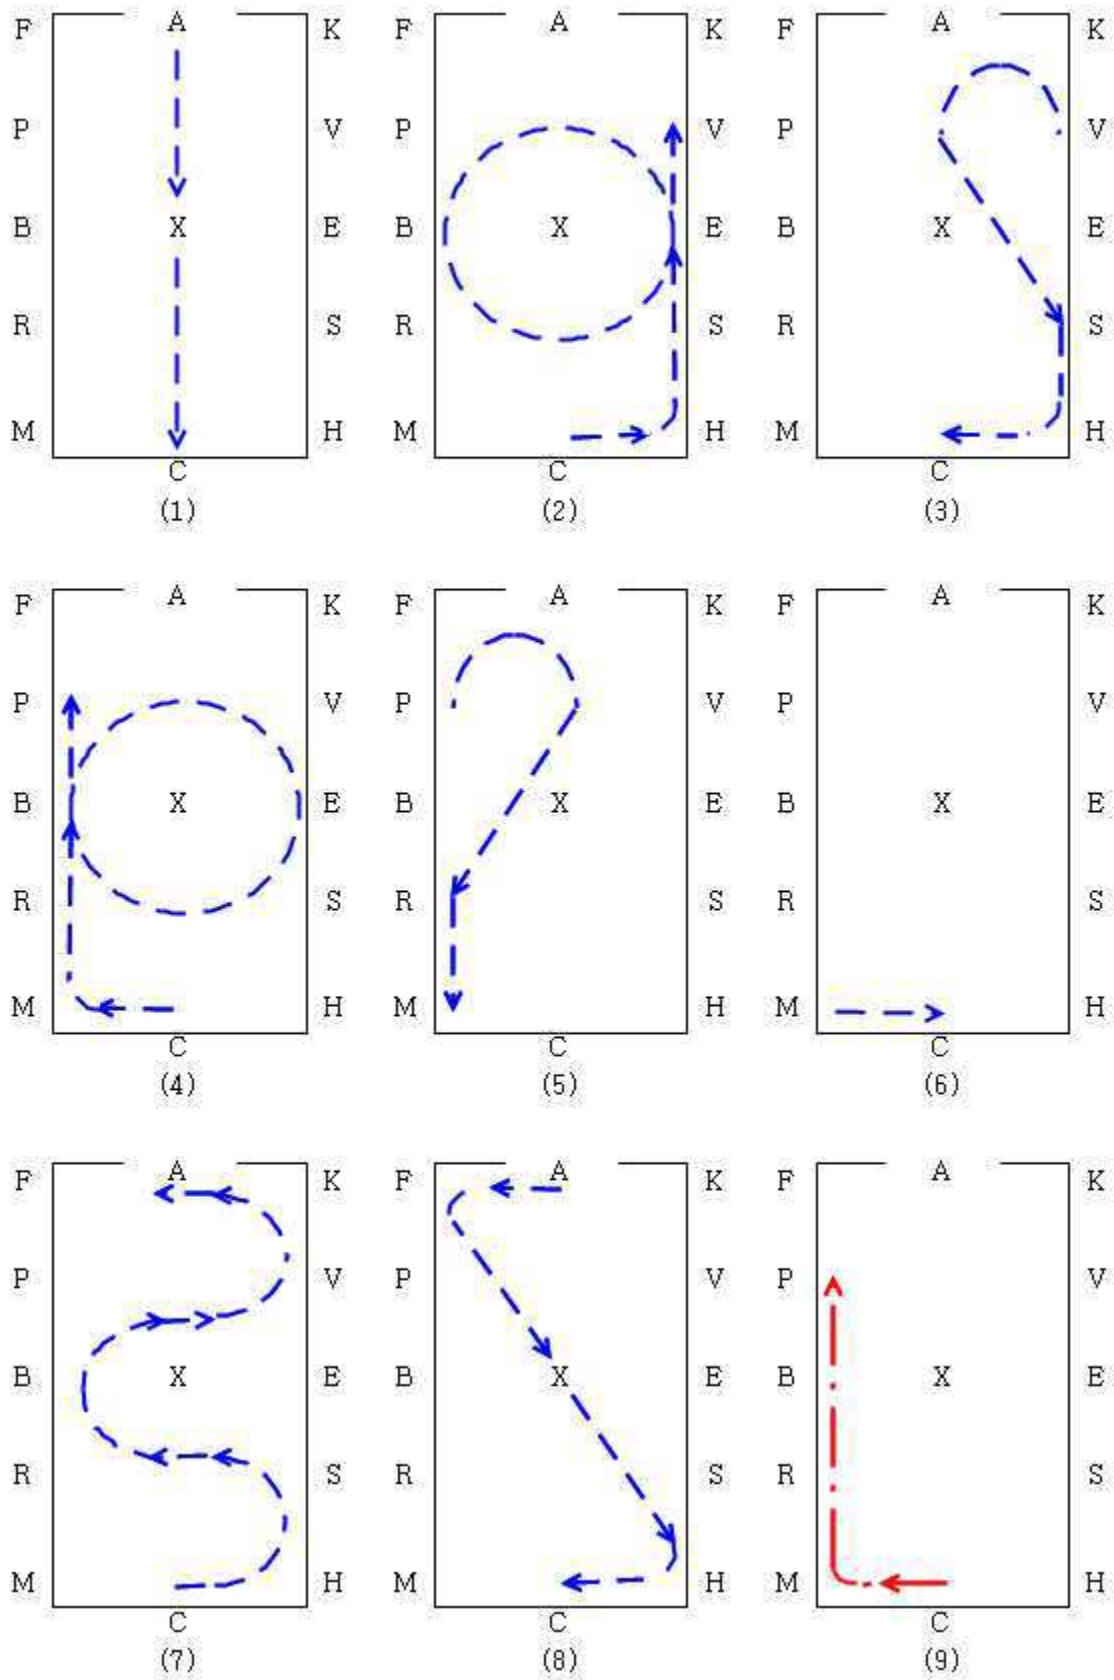 F A K F A K F A K
P V P V P V
B X E B X E B X E
R S R S R S
M H M H M H
C C C
(1) (2) (3)
F A K F A K F A K
P V P V P V
B X E B X E B X E
R S R S R S
M H M H M H
C C C
(4) (5) (6)
F A K F A K F A K
P V P V P V
B X E B X E B X E
R S R S R S
M H M H M H
C C C
(7) (8) (9)